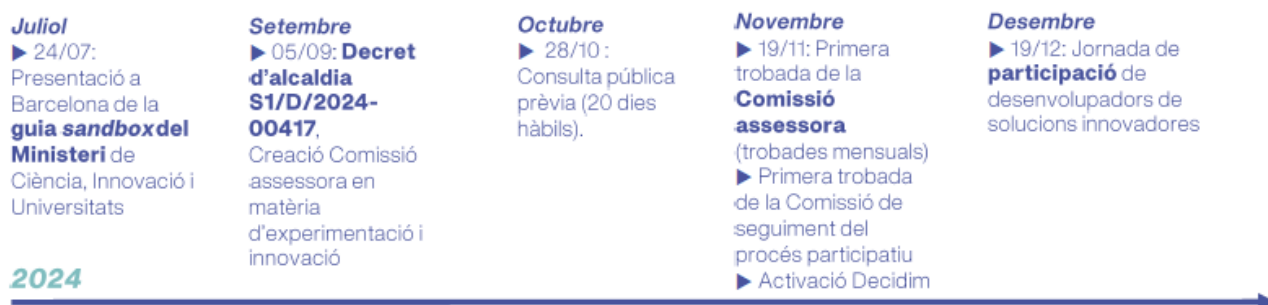 Juliol
▶ 24/07:
Presentació a
Barcelona de la
guia sandbox del
Ministeri de
Ciència, Innovació i
Universitats
Setembre
▶ 05/09: Decret
d'alcaldia
S1/D/2024-
00417,
Creació Comissió
assessora en
matèria
d'experimentació i
innovació
Octubre
▶ 28/10 :
Consulta pública
prèvia (20 dies
hàbils).
Novembre
▶ 19/11: Primera
trobada de la
Comissió
assessora
(trobades mensuals)
▶ Primera trobada
de la Comissió de
seguiment del
procés participatiu
▶ Activació Decidim
Desembre
▶ 19/12: Jornada de
participació de
desenvolupadors de
solucions innovadores
2024